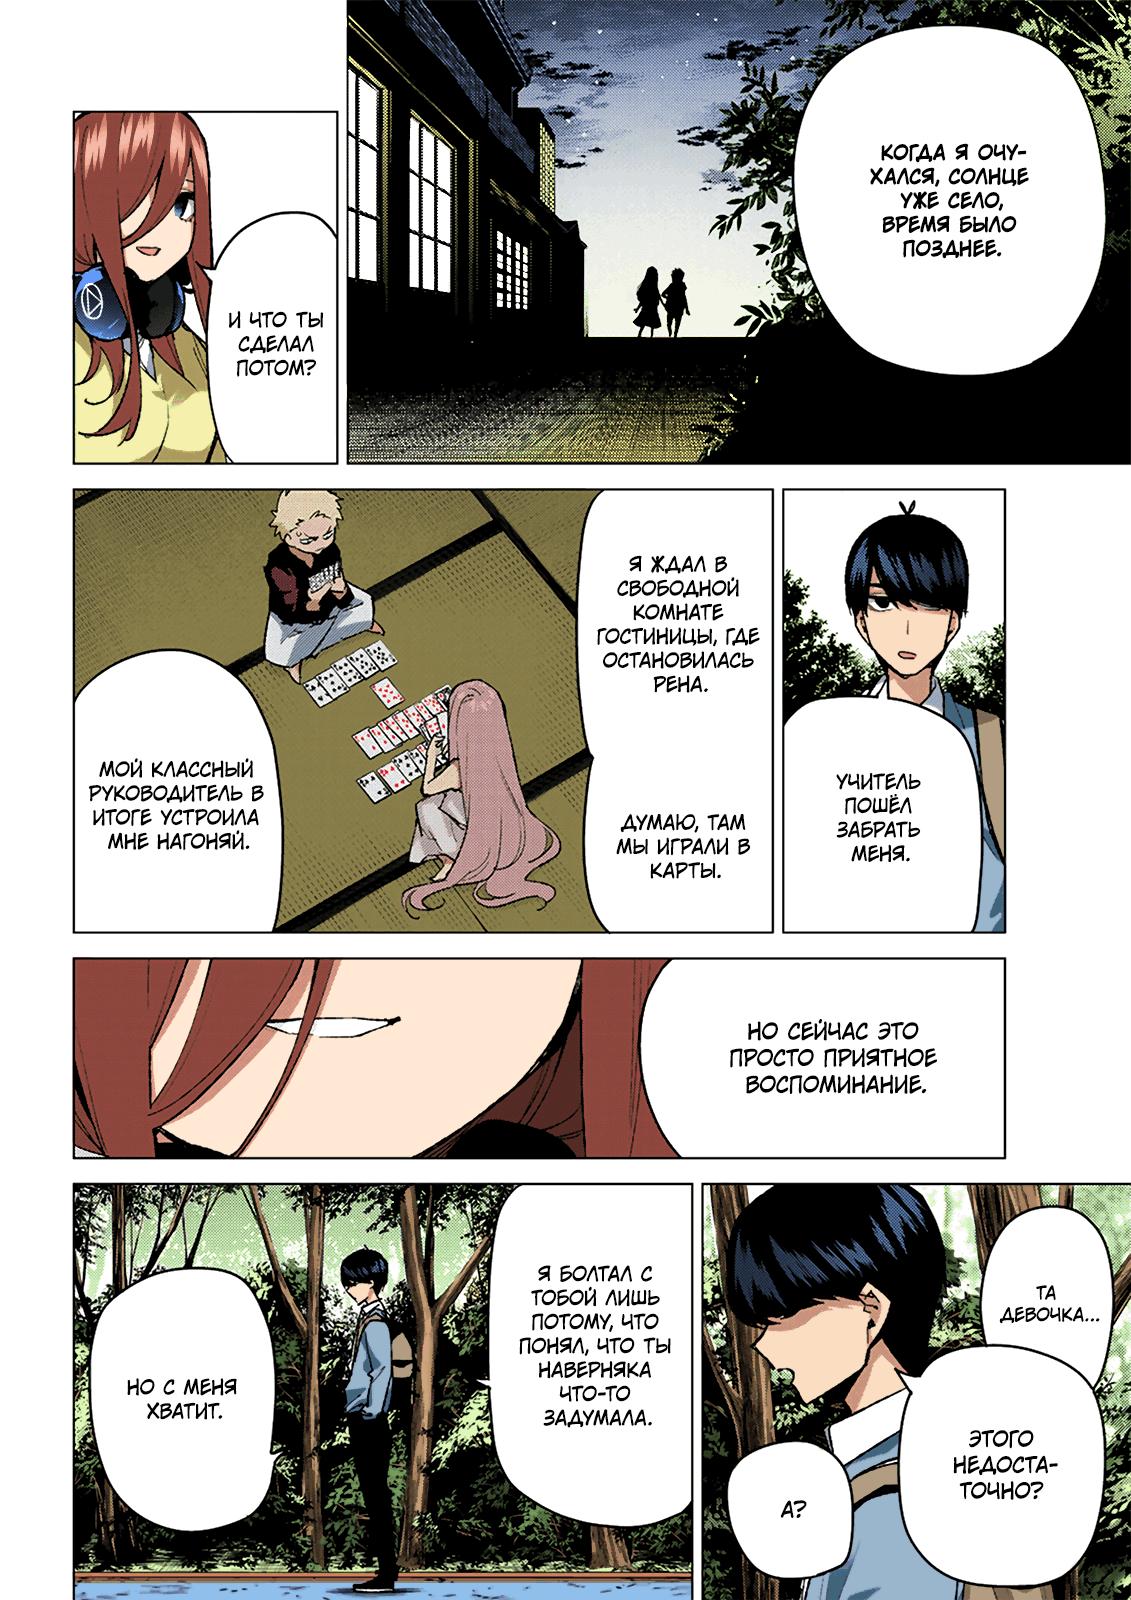 КОГДА Я ОЧУ-
ХАЛСЯ, СОЛНЦЕ
УЖЕ СЕЛО,
ВРЕМЯ БЫЛО
ПОЗДНЕЕ.
И ЧТО ТЫ
СДЕЛАЛ
ПОТОМ?
УЧИТЕЛЬ
ПОШЁЛ
ЗАБРАТЬ
МЕНЯ.
Я ЖДАЛ В
СВОБОДНОЙ
КОМНАТЕ
ГОСТИНИЦЫ, ГДЕ
ОСТАНОВИЛАСЬ
РЕНА.
ДУМАЮ, ТАМ
МЫ ИГРАЛИ В
КАРТЫ.
МОЙ КЛАССНЫЙ
РУКОВОДИТЕЛЬ В
ИТОГЕ УСТРОИЛА
МНЕ НАГОНЯЙ.
НО СЕЙЧАС ЭТО
ПРОСТО ПРИЯТНОЕ
ВОСПОМИНАНИЕ.
ТА
ДЕВОЧКА...
ЭТОГО
НЕДОСТА-
ТОЧНО?
А?
Я БОЛТАЛ С
ТОБОЙ ЛИШЬ
ПОТОМУ, ЧТО
ПОНЯЛ, ЧТО ТЫ
НАВЕРНЯКА
ЧТО-ТО
ЗАДУМАЛА.
НО С МЕНЯ
ХВАТИТ.